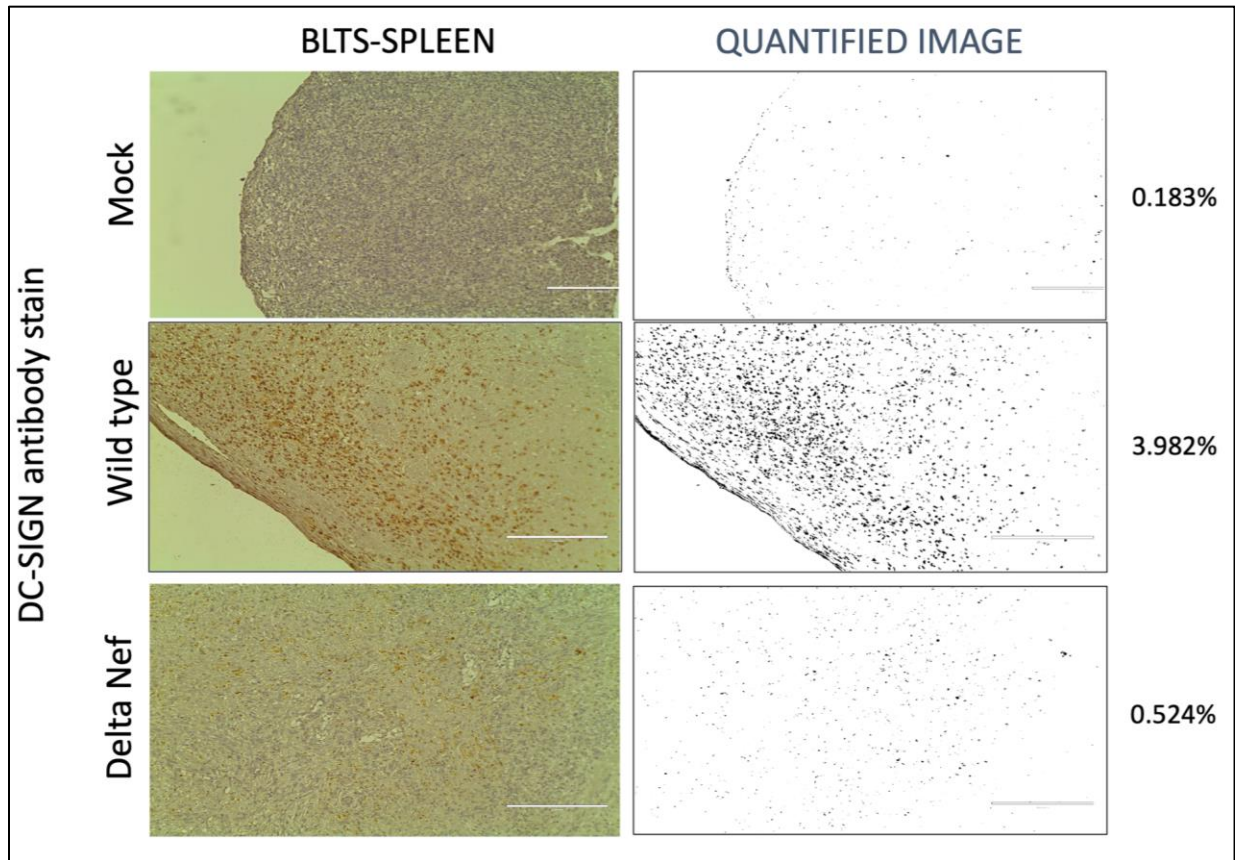 BLTS-SPLEEN
QUANTIFIED IMAGE
DC-SIGN antibody stain
Mock
0.183%
Wild type
3.982%
Delta Nef
0.524%